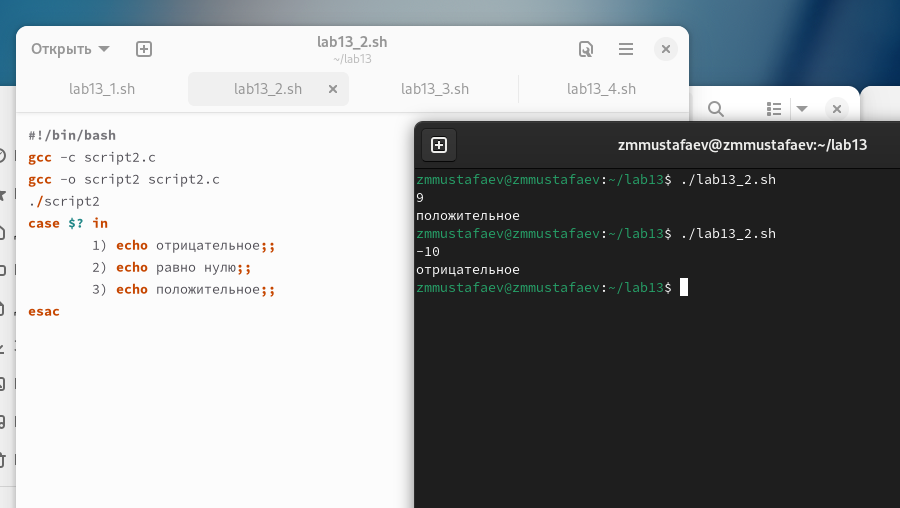 Открыть
lab13_2.sh
~/lab13
lab13_1.sh
lab13_2.sh
lab13_3.sh
lab13_4.sh
#!/bin/bash
gcc -c script2.c
gcc -o script2 script2.c
./script2
case $? in
1) echo отрицательное;;
2) echo равно нулю;;
3) echo положительное;;
esac
zmmustafaev@zmmustafaev:~/lab13
zmmustafaev@zmmustafaev:~/lab13$ ./lab13_2.sh
9
положительное
zmmustafaev@zmmustafaev:~/lab13$ ./lab13_2.sh
-10
отрицательное
zmmustafaev@zmmustafaev:~/lab13$